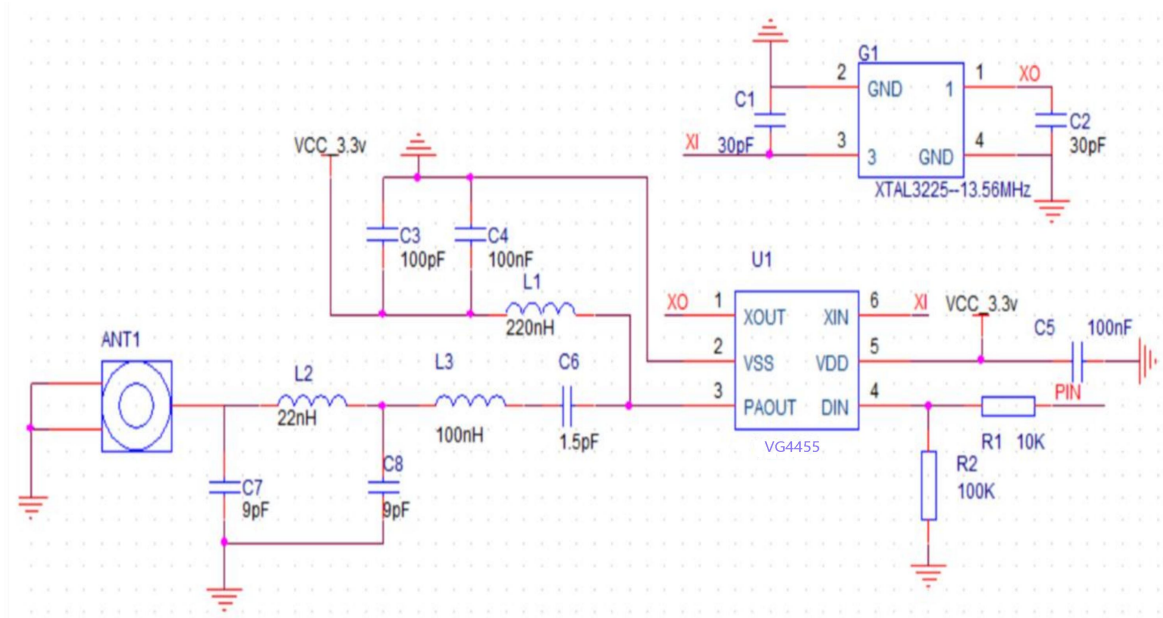 G1
2
GND
1
1
XO
C1
30pF
XI
3
3
GND
4
C2
30pF
XTAL3225--13.56MHz
VCC_3.3v
C3
100pF
C4
100nF
L1
220nH
U1
XO
1
XOUT
XIN
6
XI
2
VSS
VDD
5
3
PAOUT
DIN
4
VG4455
VCC_3.3v
C5
100nF
PIN
R1 10K
R2
100K
ANT1
L2
22nH
L3
100nH
C6
1.5pF
C7
9pF
C8
9pF